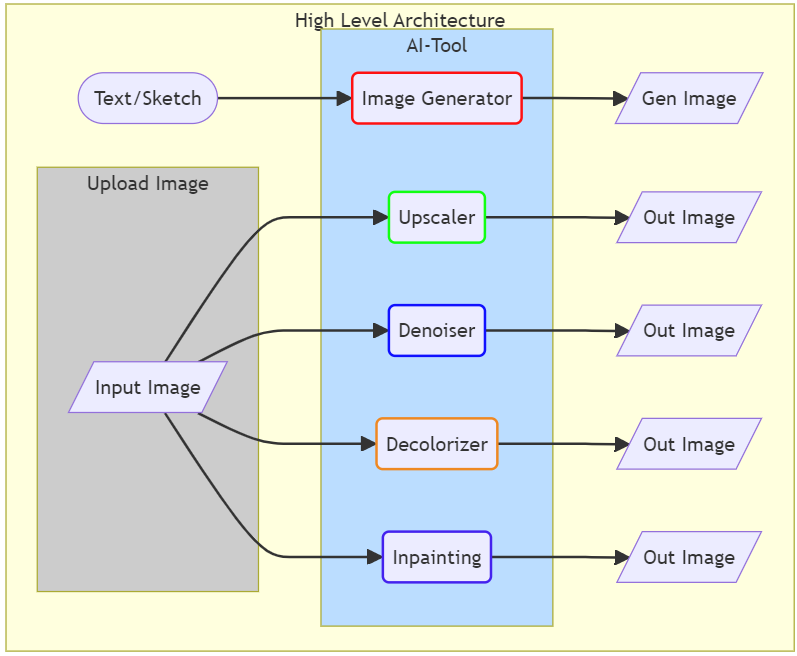 High Level Architecture
AI-Tool
Text/Sketch
Image Generator
Gen Image
Upload Image
Upscaler
Out Image
Denoiser
Out Image
Input Image
Decolorizer
Out Image
Inpainting
Out Image